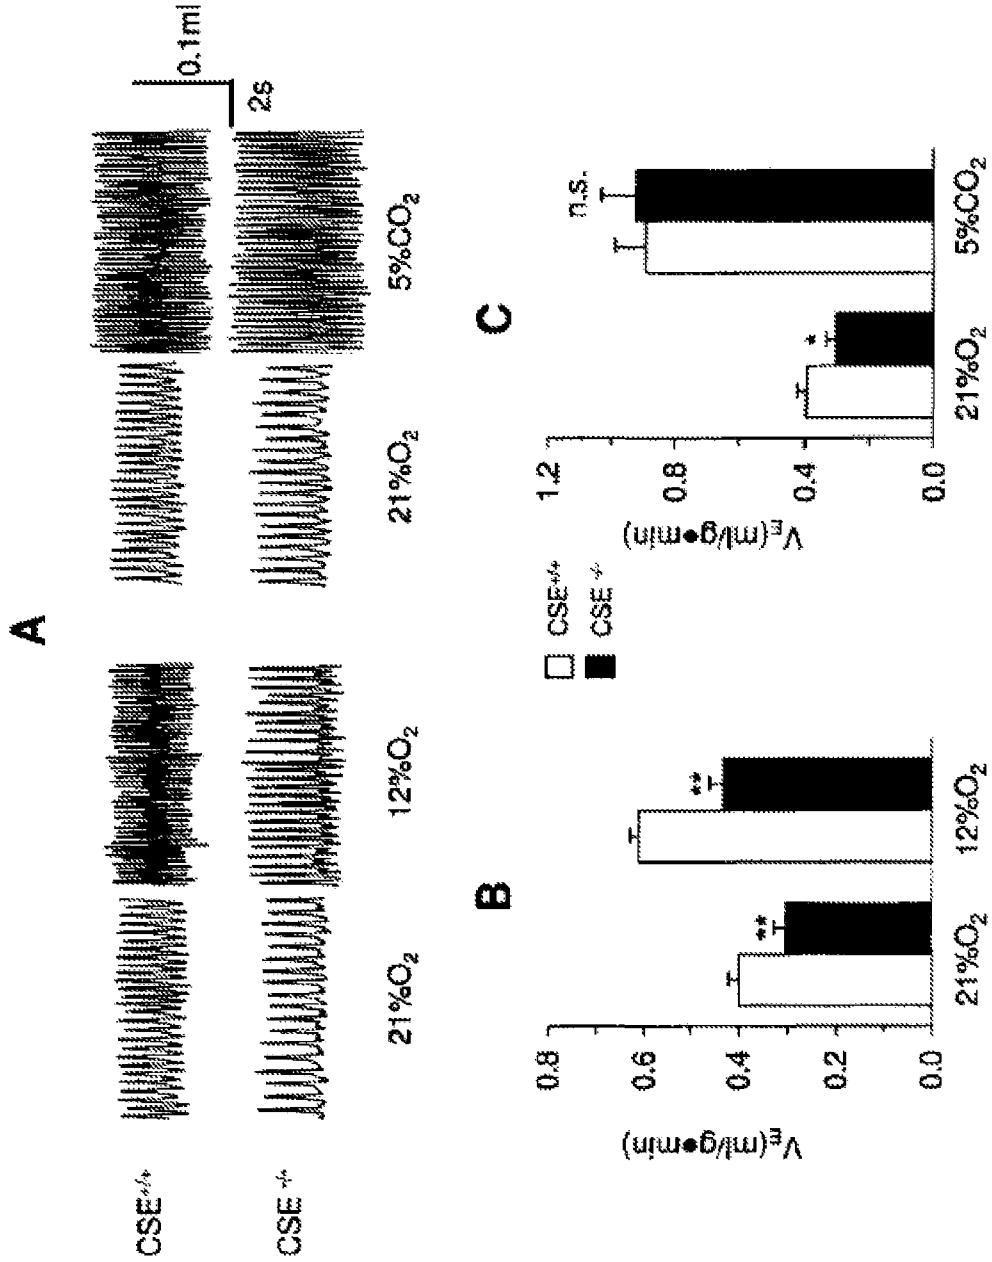 A
CSE+/+
CSE -/-
0.1ml
2s
21%O2
12%O2
21%O2
5%CO2
B
VE(ml/g•min)
0.8
0.6
0.4
0.2
0.0
**
**
21%O2
12%O2
CSE+/+
CSE -/-
C
VE(ml/g•min)
1.2
0.8
0.4
0.0
*
n.s.
21%O2
5%CO2